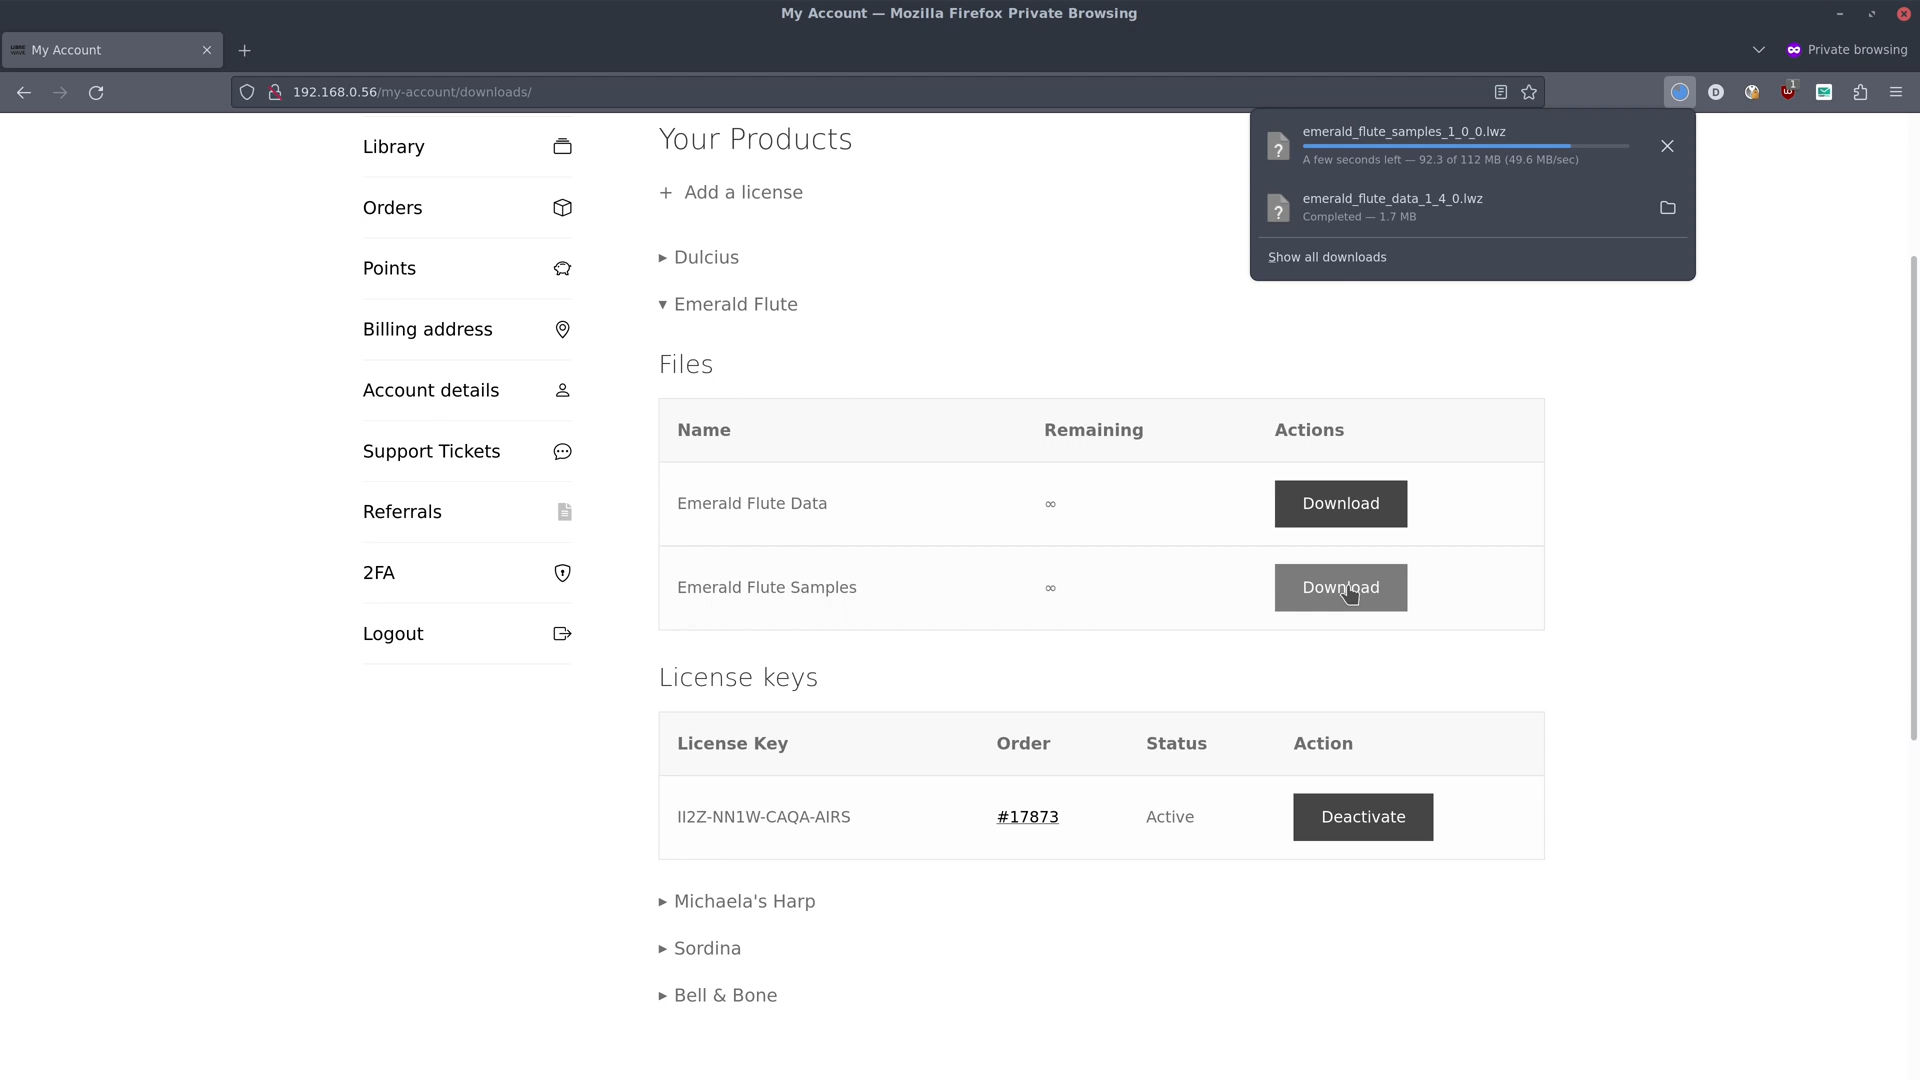 My Account — Mozilla Firefox Private Browsing
My Account
Private browsing
192.168.0.56/my-account/downloads/
D
1
emerald_flute_samples_1_0_0.lwz
A few seconds left — 92.3 of 112 MB (49.6 MB/sec)
emerald_flute_data_1_4_0.lwz
Completed — 1.7 MB
Show all downloads
Library
Orders
Points
Billing address
Account details
Support Tickets
Referrals
2FA
Logout
Your Products
+ Add a license
▸ Dulcius
▾ Emerald Flute
Files
Name Remaining Actions
Emerald Flute Data ∞ Download
Emerald Flute Samples ∞ Download
License keys
License Key Order Status Action
II2Z-NN1W-CAQA-AIRS #17873 Active Deactivate
▸ Michaela's Harp
▸ Sordina
▸ Bell & Bone